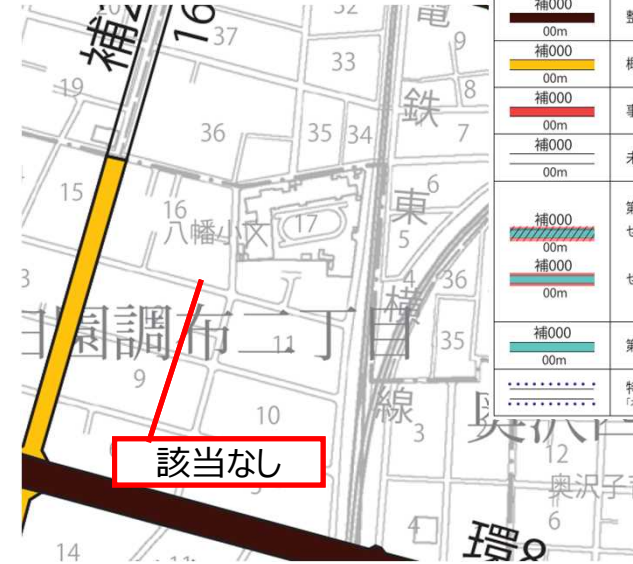 補2
16
37
32
33
19
36
35
34
電
鉄
東
横
線
9
8
7
6
5
4
36
35
3
15
16
八幡小
文
17
園調布二丁目
11
9
10
該当なし
14
11
4
12
奥沢子
6
環8
補000
00m
補000
00m
補000
00m
補000
00m
補000
00m
補000
00m
補000
00m